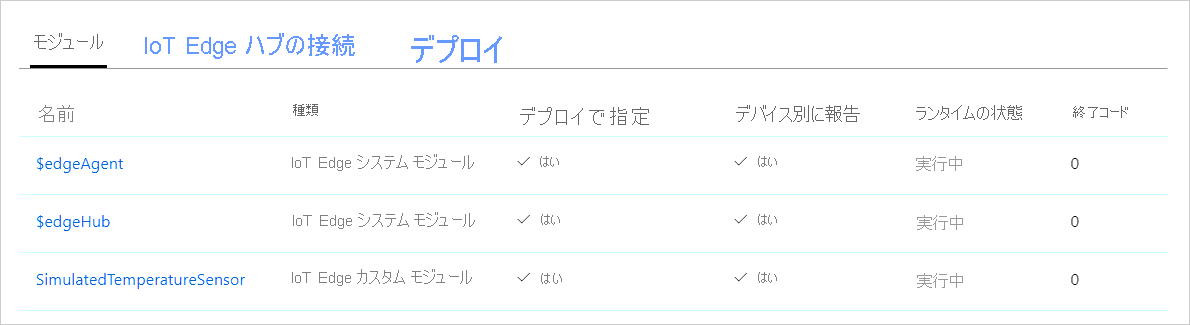 モジュール IoT Edge ハブの接続 デプロイ
名前 種類 デプロイで指定 デバイス別に報告 ランタイムの状態 終了コード
$edgeAgent IoT Edge システム モジュール ✓ はい ✓ はい 実行中 0
$edgeHub IoT Edge システム モジュール ✓ はい ✓ はい 実行中 0
SimulatedTemperatureSensor IoT Edge カスタム モジュール ✓ はい ✓ はい 実行中 0